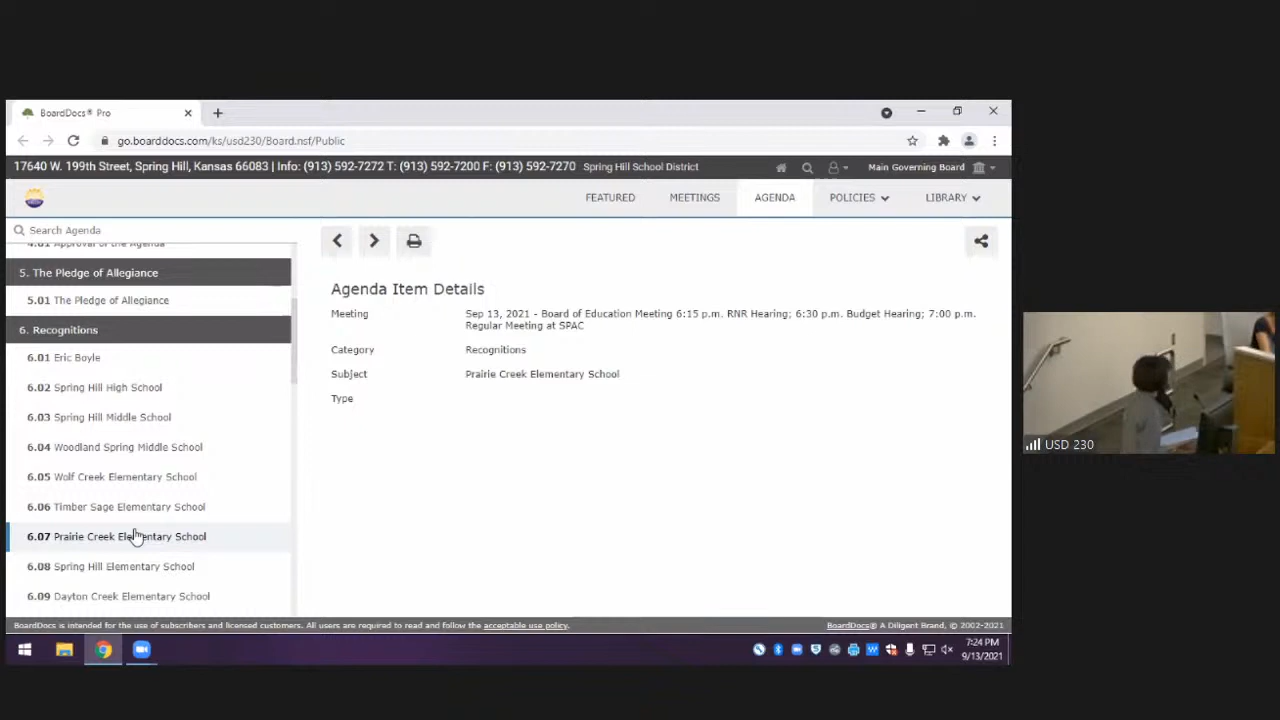 BoardDocs® Pro
go.boarddocs.com/ks/usd230/Board.nsf/Public
17640 W. 199th Street, Spring Hill, Kansas 66083 | Info: (913) 592-7272 T: (913) 592-7200 F: (913) 592-7270 Spring Hill School District
Main Governing Board
FEATURED MEETINGS AGENDA POLICIES LIBRARY
Search Agenda
4.01 Approval of the Agenda
5. The Pledge of Allegiance
5.01 The Pledge of Allegiance
6. Recognitions
6.01 Eric Boyle
6.02 Spring Hill High School
6.03 Spring Hill Middle School
6.04 Woodland Spring Middle School
6.05 Wolf Creek Elementary School
6.06 Timber Sage Elementary School
6.07 Prairie Creek Elementary School
6.08 Spring Hill Elementary School
6.09 Dayton Creek Elementary School
Agenda Item Details
Meeting Sep 13, 2021 - Board of Education Meeting 6:15 p.m. RNR Hearing; 6:30 p.m. Budget Hearing; 7:00 p.m.
Regular Meeting at SPAC
Category Recognitions
Subject Prairie Creek Elementary School
Type
USD 230
BoardDocs is intended for the use of subscribers and licensed customers. All users are required to read and follow the acceptable use policy.
BoardDocs® A Diligent Brand, © 2002-2021
7:24 PM
9/13/2021